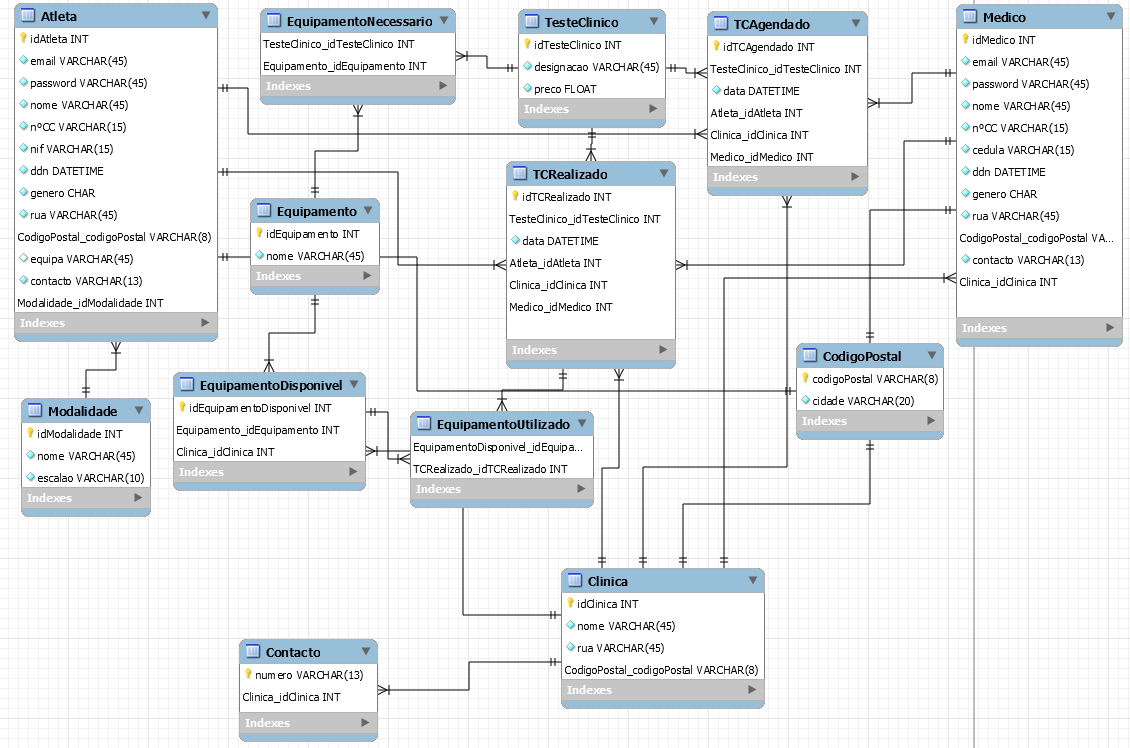 Atleta
idAtleta INT
email VARCHAR(45)
password VARCHAR(45)
nome VARCHAR(45)
nºCC VARCHAR(15)
nif VARCHAR(15)
ddn DATETIME
genero CHAR
rua VARCHAR(45)
CodigoPostal_codigoPostal VARCHAR(8)
equipa VARCHAR(45)
contacto VARCHAR(13)
Modalidade_idModalidade INT
Indexes
EquipamentoNecessario
TesteClinico_idTesteClinico INT
Equipamento_idEquipamento INT
Indexes
TesteClinico
idTesteClinico INT
designacao VARCHAR(45)
preco FLOAT
Indexes
TCAgendado
idTCAgendado INT
TesteClinico_idTesteClinico INT
data DATETIME
Atleta_idAtleta INT
Clinica_idClinica INT
Medico_idMedico INT
Indexes
Medico
idMedico INT
email VARCHAR(45)
password VARCHAR(45)
nome VARCHAR(45)
nºCC VARCHAR(15)
cedula VARCHAR(15)
ddn DATETIME
genero CHAR
rua VARCHAR(45)
CodigoPostal_codigoPostal VA...
contacto VARCHAR(13)
Clinica_idClinica INT
Indexes
Equipamento
idEquipamento INT
nome VARCHAR(45)
Indexes
TCRealizado
idTCRealizado INT
TesteClinico_idTesteClinico INT
data DATETIME
Atleta_idAtleta INT
Clinica_idClinica INT
Medico_idMedico INT
Indexes
CodigoPostal
codigoPostal VARCHAR(8)
cidade VARCHAR(20)
Indexes
Modalidade
idModalidade INT
nome VARCHAR(45)
escalao VARCHAR(10)
Indexes
EquipamentoDisponivel
idEquipamentoDisponivel INT
Equipamento_idEquipamento INT
Clinica_idClinica INT
Indexes
EquipamentoUtilizado
EquipamentoDisponivel_idEquipa...
TCRealizado_idTCRealizado INT
Indexes
Clinica
idClinica INT
nome VARCHAR(45)
rua VARCHAR(45)
CodigoPostal_codigoPostal VARCHAR(8)
Indexes
Contacto
numero VARCHAR(13)
Clinica_idClinica INT
Indexes